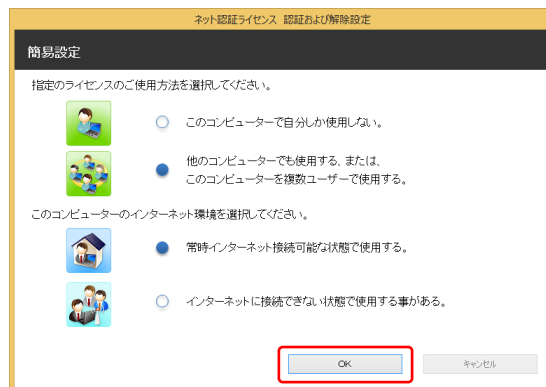 ネット認証ライセンス 認証および解除設定
簡易設定
指定のライセンスのご使用方法を選択してください。
このコンピューターで自分しか使用しない。
他のコンピューターでも使用する、または、
このコンピューターを複数ユーザーで使用する。
このコンピューターのインターネット環境を選択してください。
常時インターネット接続可能な状態で使用する。
インターネットに接続できない状態で使用する事がある。
OK
キャンセル